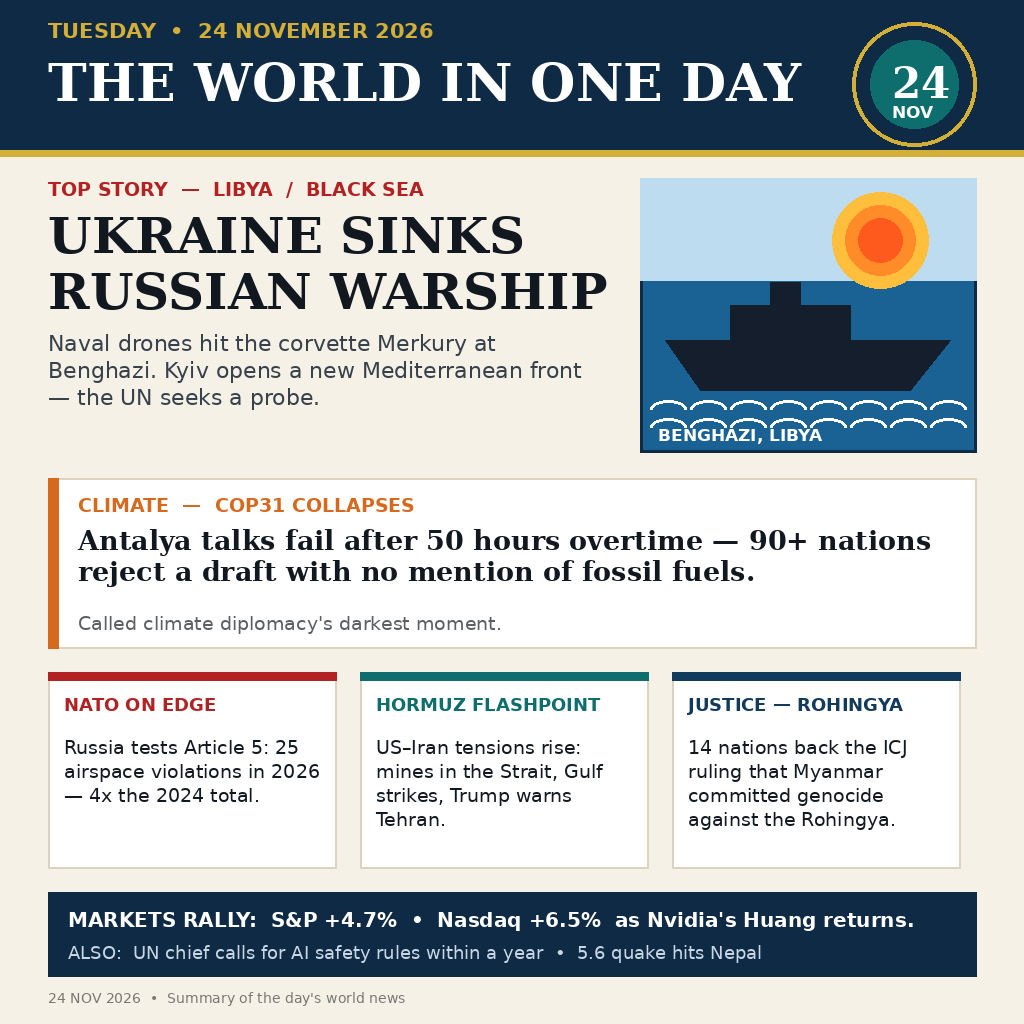 TUESDAY • 24 NOVEMBER 2026
THE WORLD IN ONE DAY
24
NOV
TOP STORY — LIBYA / BLACK SEA
UKRAINE SINKS
RUSSIAN WARSHIP
Naval drones hit the corvette Merkury at
Benghazi. Kyiv opens a new Mediterranean front
— the UN seeks a probe.
BENGHAZI, LIBYA
CLIMATE — COP31 COLLAPSES
Antalya talks fail after 50 hours overtime — 90+ nations
reject a draft with no mention of fossil fuels.
Called climate diplomacy's darkest moment.
NATO ON EDGE
Russia tests Article 5: 25
airspace violations in 2026
— 4x the 2024 total.
HORMUZ FLASHPOINT
US–Iran tensions rise:
mines in the Strait, Gulf
strikes, Trump warns
Tehran.
JUSTICE — ROHINGYA
14 nations back the ICJ
ruling that Myanmar
committed genocide
against the Rohingya.
MARKETS RALLY: S&P +4.7% • Nasdaq +6.5% as Nvidia's Huang returns.
ALSO: UN chief calls for AI safety rules within a year • 5.6 quake hits Nepal
24 NOV 2026 • Summary of the day's world news